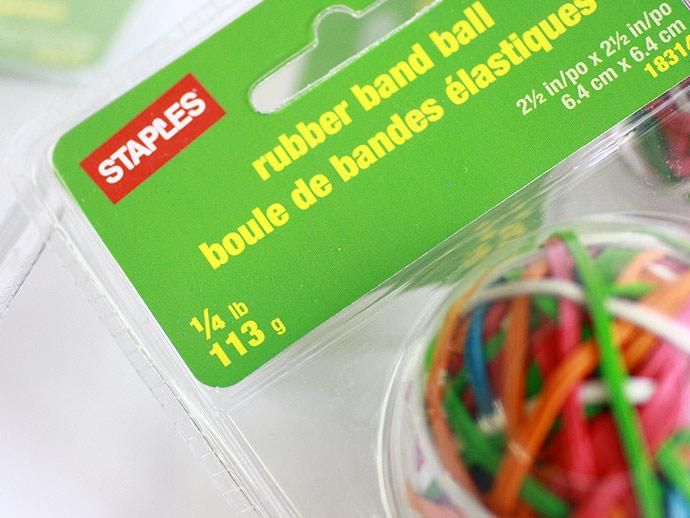 STAPLES
rubber band ball
boule de bandes élastiques
2½ in/po x 2½ in/po
6.4 cm x 6.4 cm
¼ lb
113 g